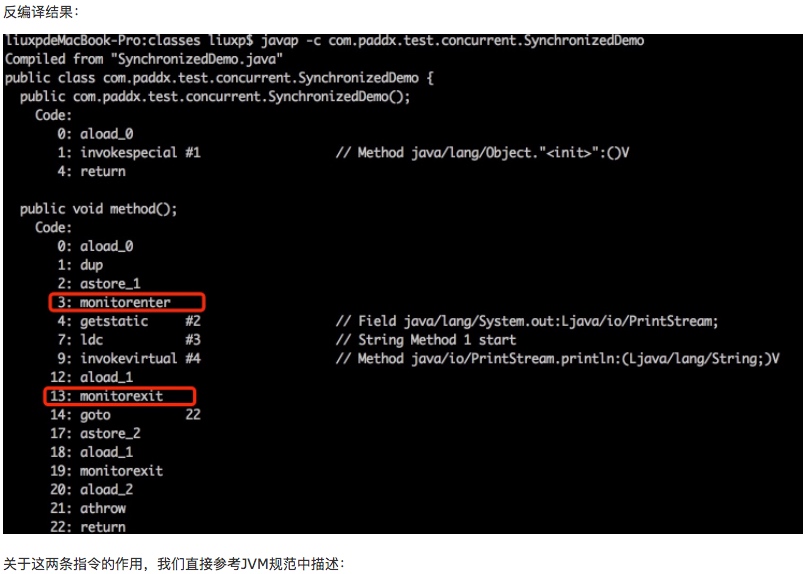 反编译结果：
liuxpdeMacBook-Pro:classes liuxp$ javap -c com.paddx.test.concurrent.SynchronizedDemo
Compiled from "SynchronizedDemo.java"
public class com.paddx.test.concurrent.SynchronizedDemo {
  public com.paddx.test.concurrent.SynchronizedDemo();
    Code:
       0: aload_0
       1: invokespecial #1                  // Method java/lang/Object."<init>":()V
       4: return
  public void method();
    Code:
       0: aload_0
       1: dup
       2: astore_1
       3: monitorenter
       4: getstatic     #2                  // Field java/lang/System.out:Ljava/io/PrintStream;
       7: ldc           #3                  // String Method 1 start
       9: invokevirtual #4                  // Method java/io/PrintStream.println:(Ljava/lang/String;)V
      12: aload_1
      13: monitorexit
      14: goto          22
      17: astore_2
      18: aload_1
      19: monitorexit
      20: aload_2
      21: athrow
      22: return
关于这两条指令的作用，我们直接参考JVM规范中描述：